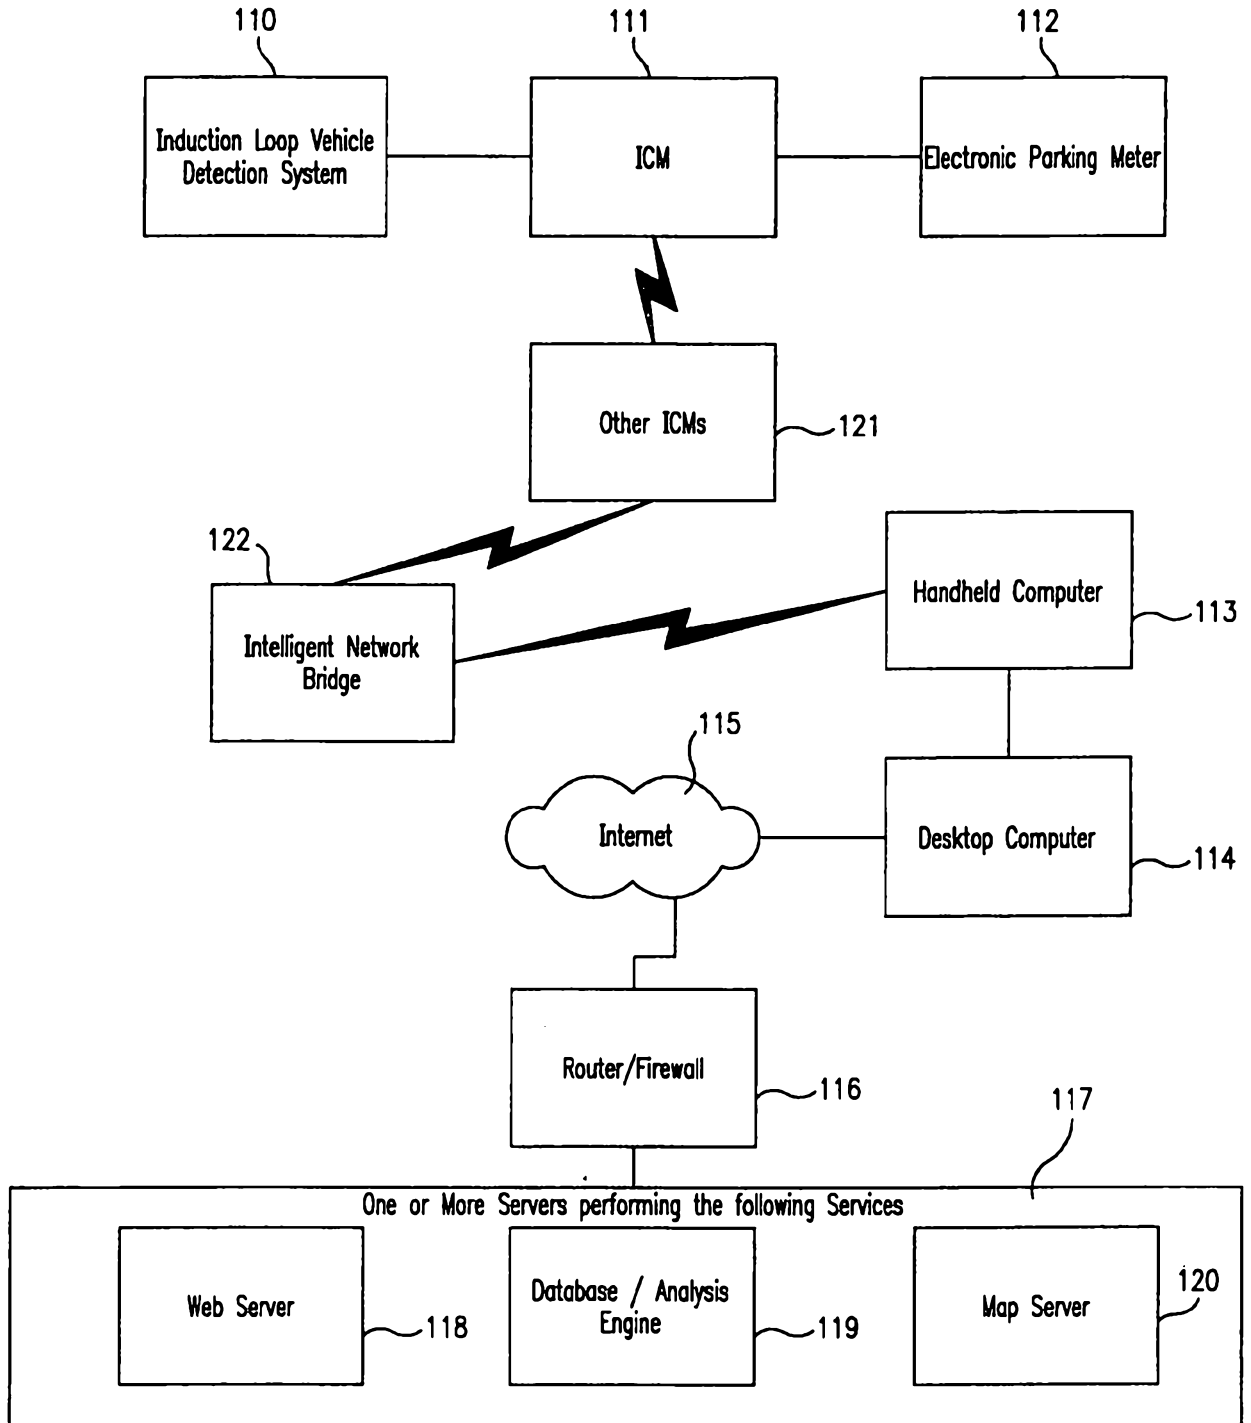 110
111
112
Induction Loop Vehicle
Detection System
ICM
Electronic Parking Meter
Other ICMs
121
122
Handheld Computer
113
Intelligent Network
Bridge
115
Internet
Desktop Computer
114
Router/Firewall
116
117
One or More Servers performing the following Services
Web Server
118
Database / Analysis
Engine
119
Map Server
120